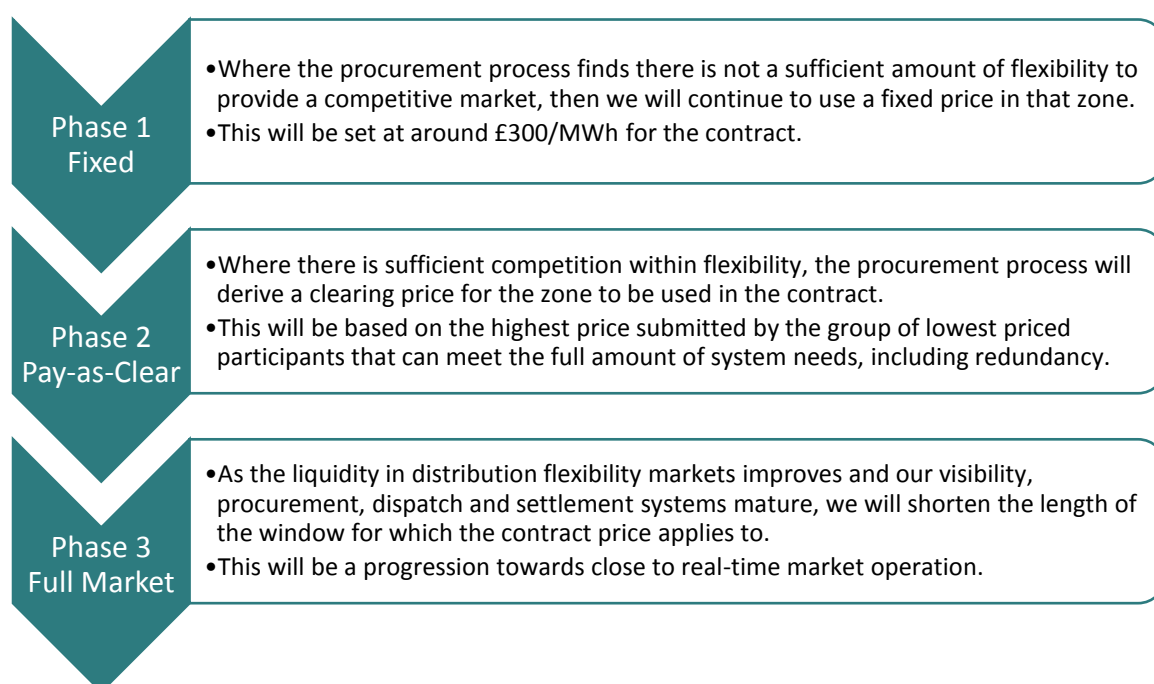 Phase 1
Fixed
•Where the procurement process finds there is not a sufficient amount of flexibility to
provide a competitive market, then we will continue to use a fixed price in that zone.
•This will be set at around £300/MWh for the contract.
Phase 2
Pay-as-Clear
•Where there is sufficient competition within flexibility, the procurement process will
derive a clearing price for the zone to be used in the contract.
•This will be based on the highest price submitted by the group of lowest priced
participants that can meet the full amount of system needs, including redundancy.
Phase 3
Full Market
•As the liquidity in distribution flexibility markets improves and our visibility,
procurement, dispatch and settlement systems mature, we will shorten the length of
the window for which the contract price applies to.
•This will be a progression towards close to real-time market operation.